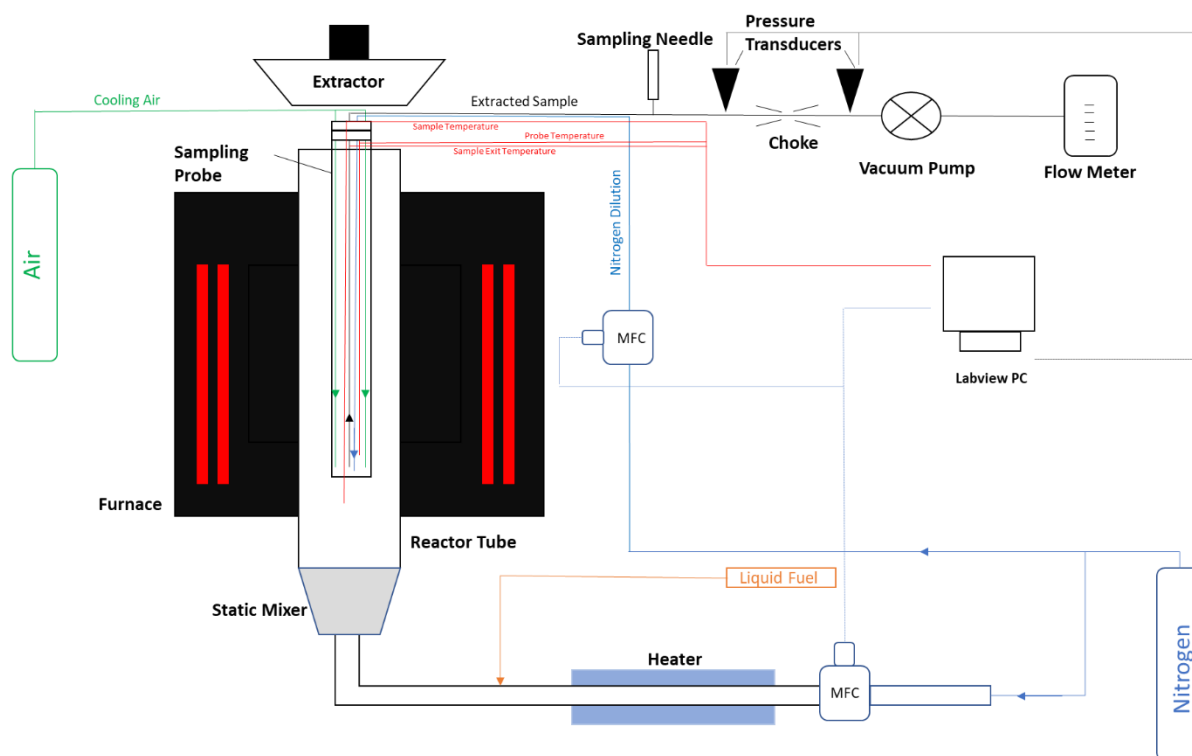 Pressure
Transducers
Sampling Needle
Extractor
Cooling Air
Extracted Sample
Sample Temperature
Probe Temperature
Sample Exit Temperature
Choke
Vacuum Pump
Flow Meter
Sampling
Probe
Air
Nitrogen Dilution
MFC
Labview PC
Furnace
Reactor Tube
Liquid Fuel
Static Mixer
Heater
MFC
Nitrogen